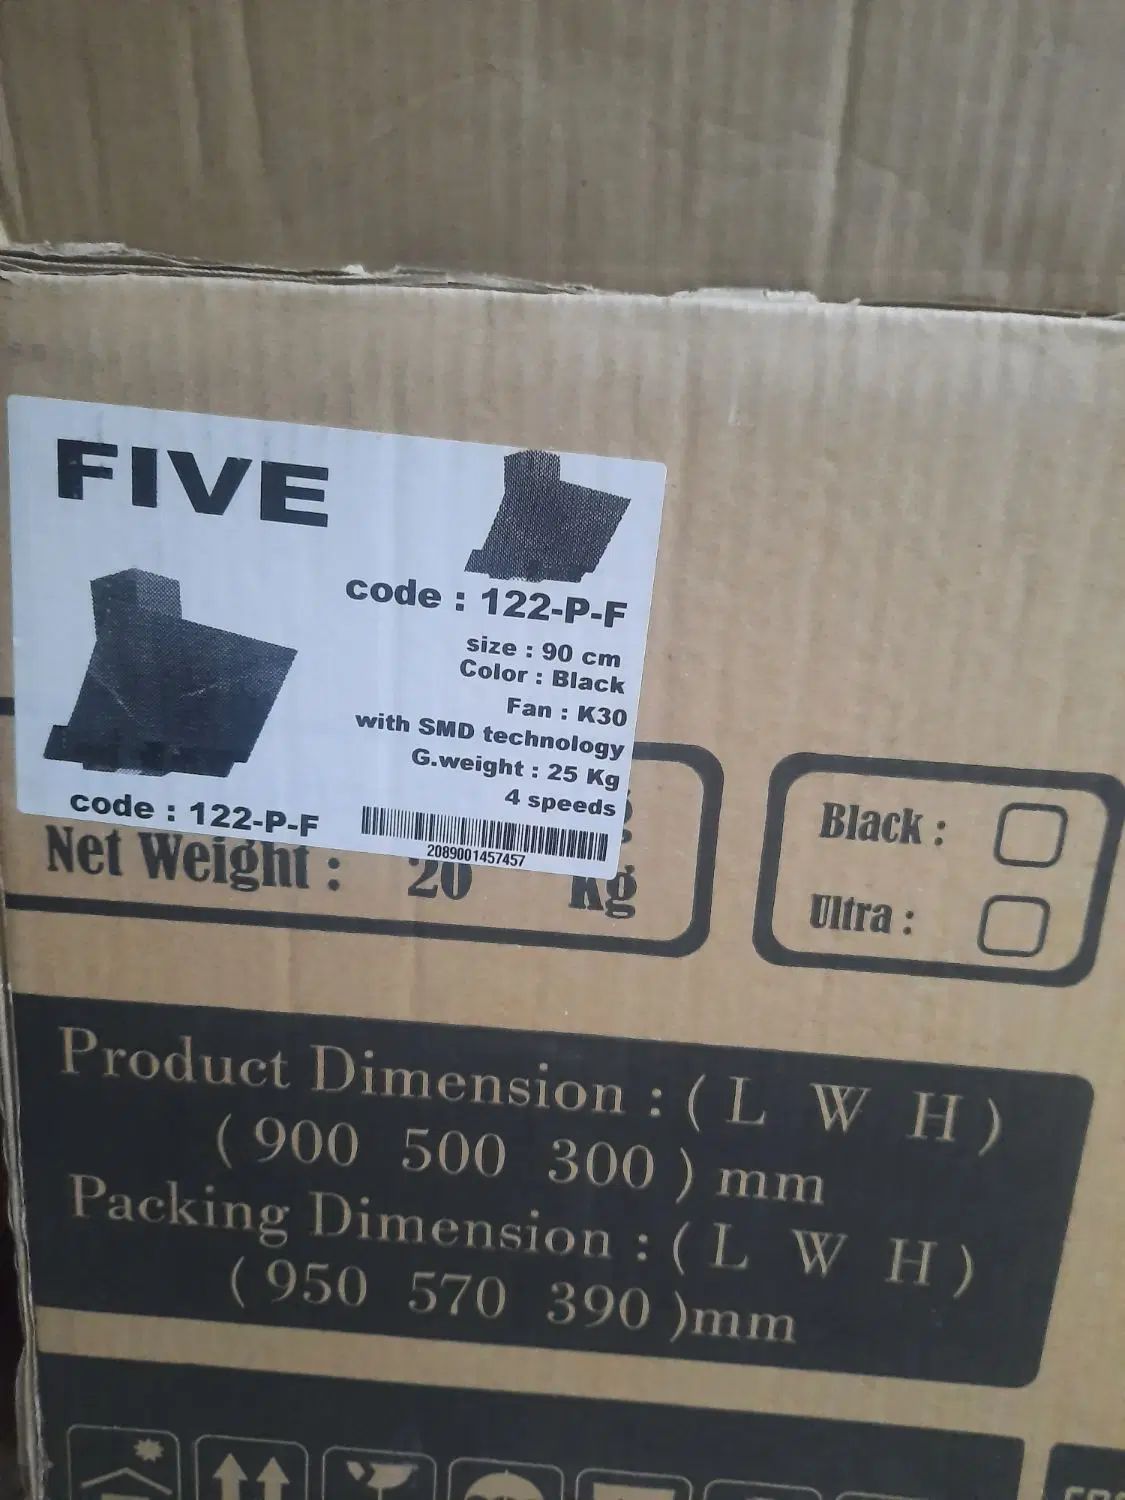 FIVE
code : 122-P-F
size : 90 cm
Color : Black
Fan : K30
with SMD technology
G.weight : 25 Kg
4 speeds
code : 122-P-F
2089001457457
Net Weight : 20 Kg
Black :
Ultra :
Product Dimension : ( L W H )
( 900 500 300 ) mm
Packing Dimension : ( L W H )
( 950 570 390 )mm